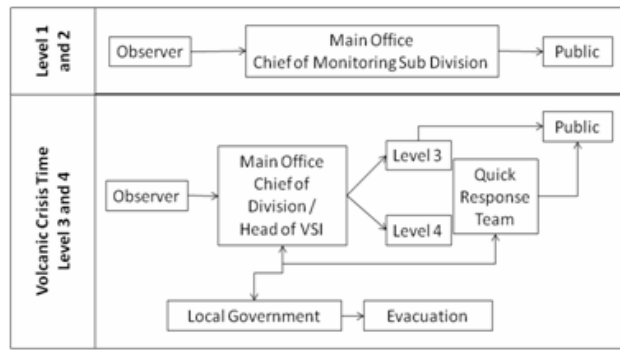 Level 1
and 2
Observer
Main Office
Chief of Monitoring Sub Division
Public
Volcanic Crisis Time
Level 3 and 4
Observer
Main Office
Chief of
Division /
Head of VSI
Level 3
Level 4
Quick
Response
Team
Public
Local Government
Evacuation